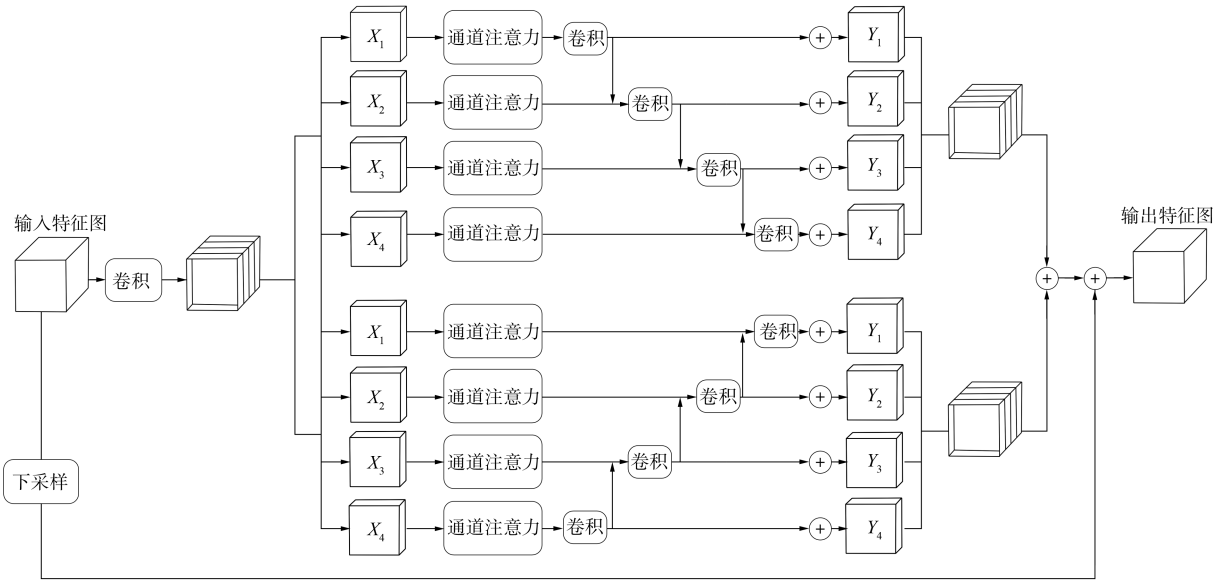 X1 通道注意力 卷积 + Y1
X2 通道注意力 卷积 + Y2
X3 通道注意力 卷积 + Y3
X4 通道注意力 卷积 + Y4
输入特征图
输出特征图
卷积
+ +
X1 通道注意力 卷积 + Y1
X2 通道注意力 卷积 + Y2
X3 通道注意力 卷积 + Y3
X4 通道注意力 卷积 + Y4
下采样